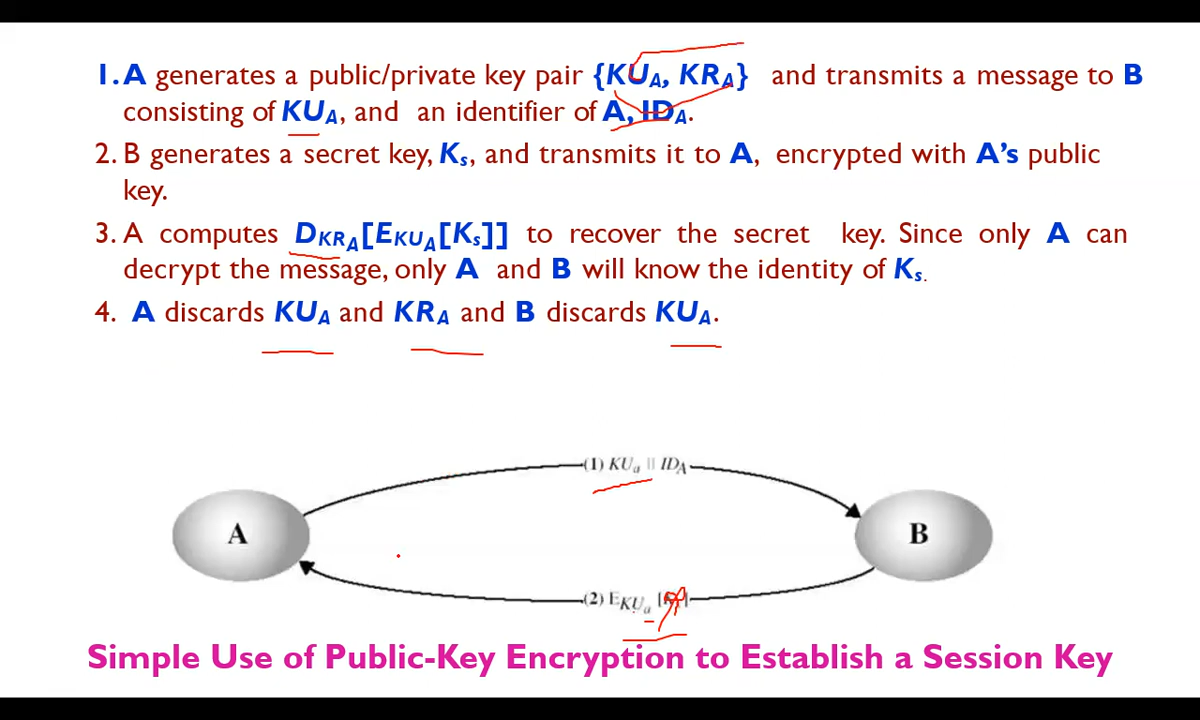 1. A generates a public/private key pair {KUA, KRA} and transmits a message to B
consisting of KUA, and an identifier of A, IDA.
2. B generates a secret key, Ks, and transmits it to A, encrypted with A’s public
key.
3. A computes DKRA[EKUA[Ks]] to recover the secret key. Since only A can
decrypt the message, only A and B will know the identity of Ks.
4. A discards KUA and KRA and B discards KUA.
(1) KUa || IDA
A
B
(2) EKUa [
Simple Use of Public-Key Encryption to Establish a Session Key